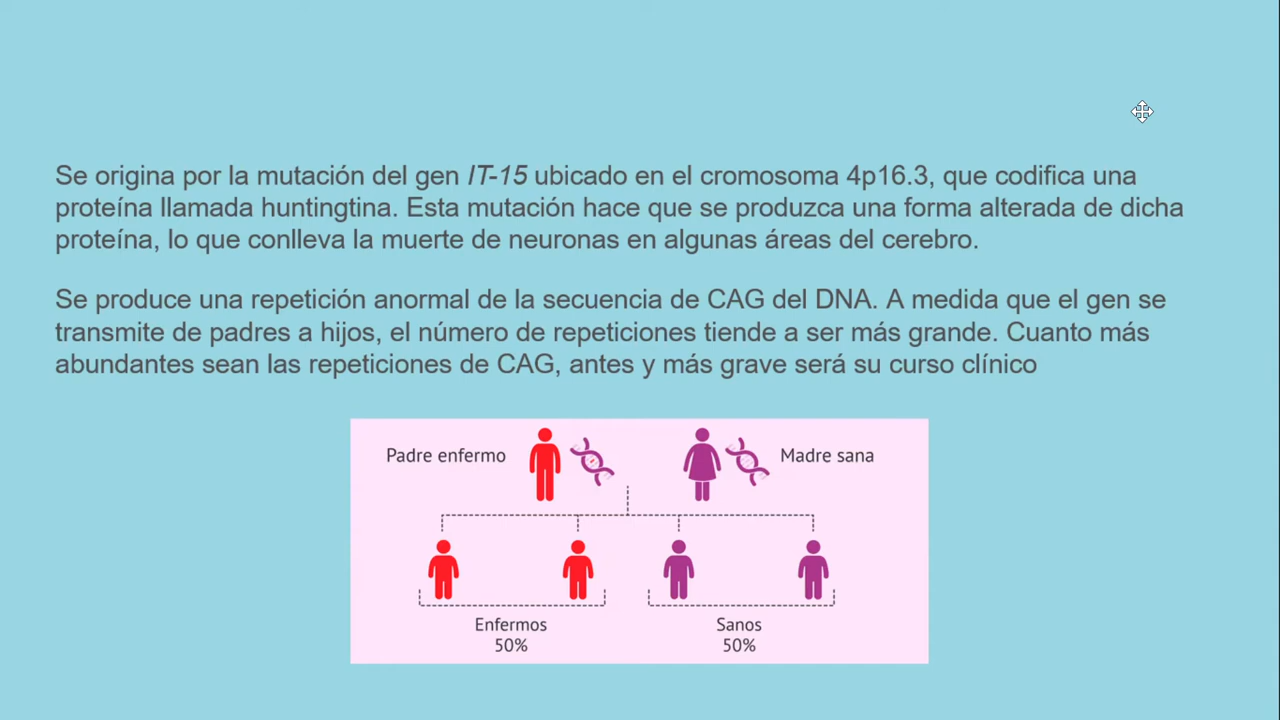 Se origina por la mutación del gen IT-15 ubicado en el cromosoma 4p16.3, que codifica una
proteína llamada huntingtina. Esta mutación hace que se produzca una forma alterada de dicha
proteína, lo que conlleva la muerte de neuronas en algunas áreas del cerebro.
Se produce una repetición anormal de la secuencia de CAG del DNA. A medida que el gen se
transmite de padres a hijos, el número de repeticiones tiende a ser más grande. Cuanto más
abundantes sean las repeticiones de CAG, antes y más grave será su curso clínico
Padre enfermo
Madre sana
Enfermos
50%
Sanos
50%